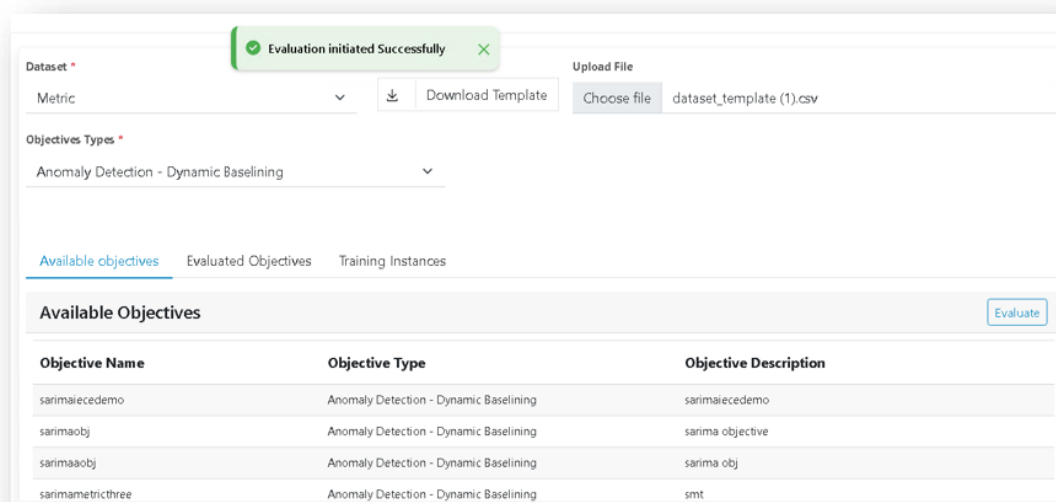 Evaluation initiated Successfully
Dataset *
Upload File
Metric
Download Template
Choose file dataset_template (1).csv
Objectives Types *
Anomaly Detection - Dynamic Baselining
Available objectives Evaluated Objectives Training Instances
Available Objectives Evaluate
Objective Name Objective Type Objective Description
sarimaiecedemo Anomaly Detection - Dynamic Baselining sarimaiecedemo
sarimaobj Anomaly Detection - Dynamic Baselining sarima objective
sarimaaobj Anomaly Detection - Dynamic Baselining sarima obj
sarimametricthree Anomaly Detection - Dynamic Baselining smt